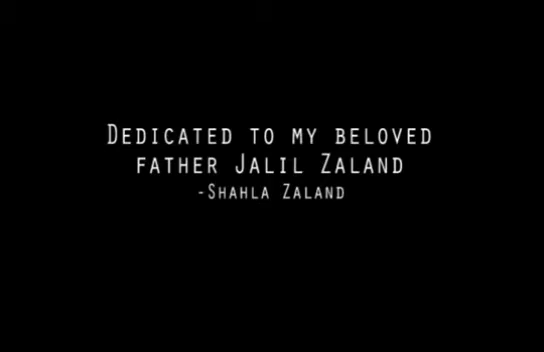 Dedicated to my beloved
father Jalil Zaland
-Shahla Zaland